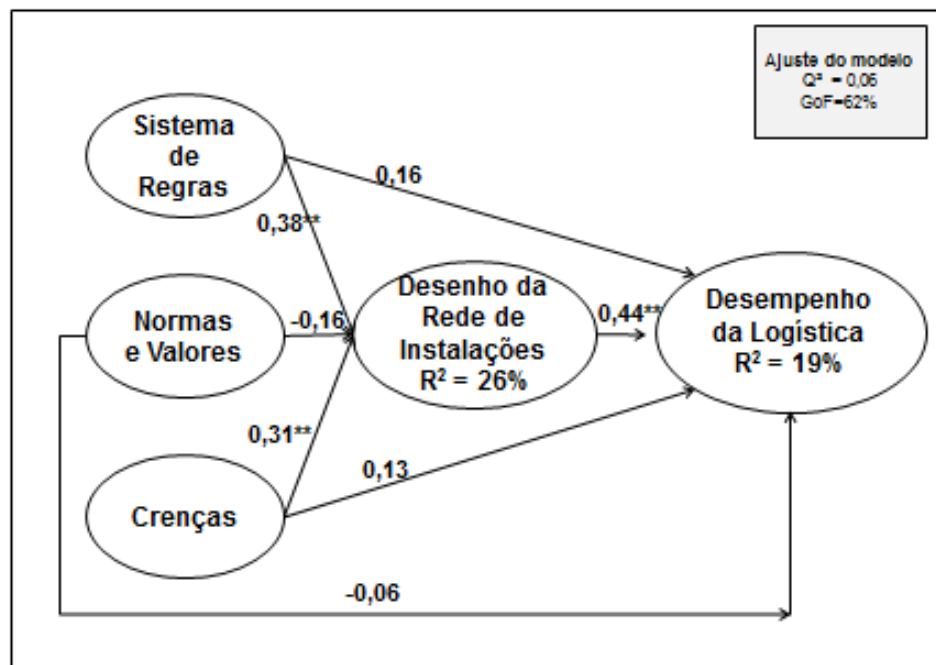 Ajuste do modelo
Q² = 0,06
GoF=62%
Sistema
de
Regras
0,16
0,38**
Normas
e Valores
-0,16
Desenho da
Rede de
Instalações
R² = 26%
0,44**
Desempenho
da Logística
R² = 19%
0,31**
0,13
Crenças
-0,06